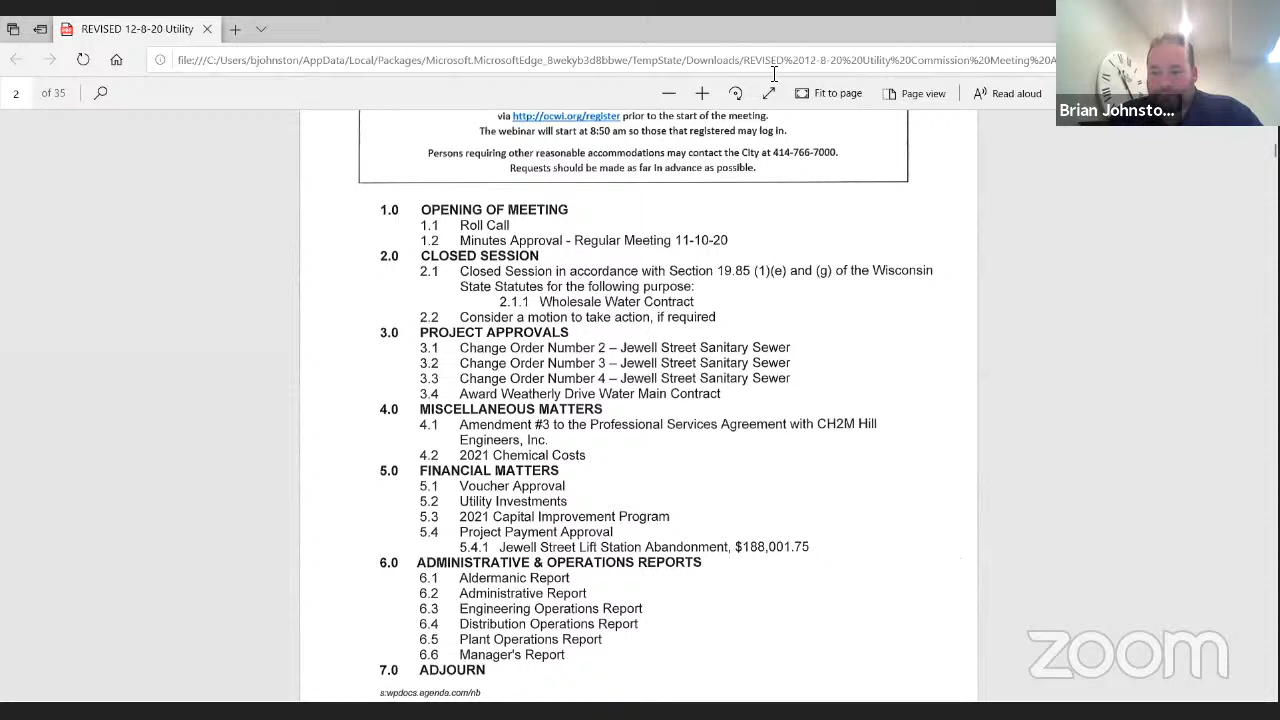 REVISED 12-8-20 Utility
file:///C:/Users/bjohnston/AppData/Local/Packages/Microsoft.MicrosoftEdge_8wekyb3d8bbwe/TempState/Downloads/REVISED%2012-8-20%20Utility%20Commission%20Meeting%20A
2 of 35
Fit to page
Page view
Read aloud
Brian Johnsto...
via http://ocwi.org/register prior to the start of the meeting.
The webinar will start at 8:50 am so those that registered may log in.
Persons requiring other reasonable accommodations may contact the City at 414-766-7000.
Requests should be made as far in advance as possible.
1.0 OPENING OF MEETING
1.1 Roll Call
1.2 Minutes Approval - Regular Meeting 11-10-20
2.0 CLOSED SESSION
2.1 Closed Session in accordance with Section 19.85 (1)(e) and (g) of the Wisconsin
State Statutes for the following purpose:
2.1.1 Wholesale Water Contract
2.2 Consider a motion to take action, if required
3.0 PROJECT APPROVALS
3.1 Change Order Number 2 – Jewell Street Sanitary Sewer
3.2 Change Order Number 3 – Jewell Street Sanitary Sewer
3.3 Change Order Number 4 – Jewell Street Sanitary Sewer
3.4 Award Weatherly Drive Water Main Contract
4.0 MISCELLANEOUS MATTERS
4.1 Amendment #3 to the Professional Services Agreement with CH2M Hill
Engineers, Inc.
4.2 2021 Chemical Costs
5.0 FINANCIAL MATTERS
5.1 Voucher Approval
5.2 Utility Investments
5.3 2021 Capital Improvement Program
5.4 Project Payment Approval
5.4.1 Jewell Street Lift Station Abandonment, $188,001.75
6.0 ADMINISTRATIVE & OPERATIONS REPORTS
6.1 Aldermanic Report
6.2 Administrative Report
6.3 Engineering Operations Report
6.4 Distribution Operations Report
6.5 Plant Operations Report
6.6 Manager's Report
7.0 ADJOURN
s:wpdocs.agenda.com/nb
zoom